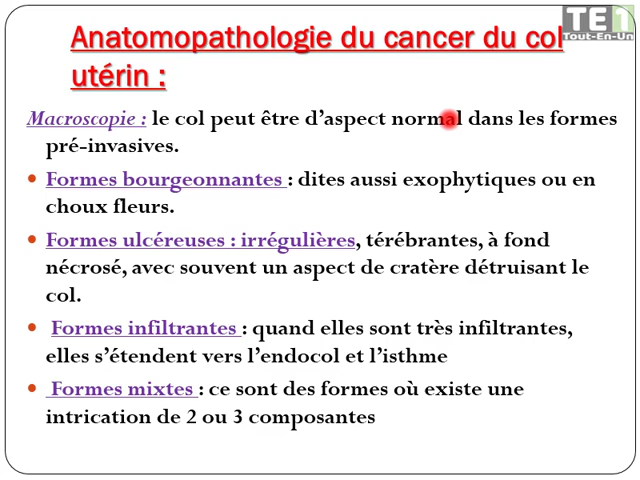 TE1
Tout-En-Un
Anatomopathologie du cancer du col
utérin :
Macroscopie : le col peut être d'aspect normal dans les formes
pré-invasives.
• Formes bourgeonnantes : dites aussi exophytiques ou en
choux fleurs.
• Formes ulcéreuses : irrégulières, térébrantes, à fond
nécrosé, avec souvent un aspect de cratère détruisant le
col.
• Formes infiltrantes : quand elles sont très infiltrantes,
elles s'étendent vers l'endocol et l'isthme
• Formes mixtes : ce sont des formes où existe une
intrication de 2 ou 3 composantes